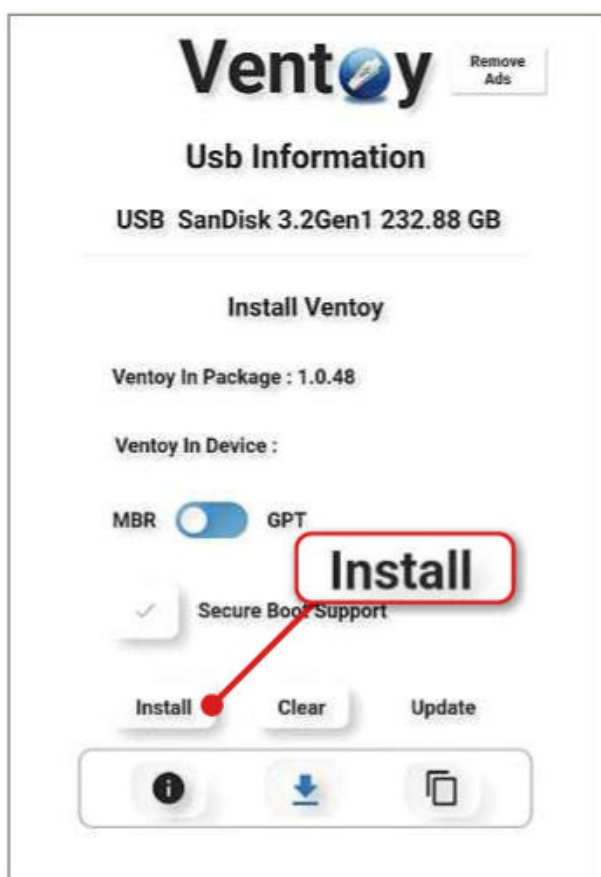 Ventoy
Remove
Ads
Usb Information
USB SanDisk 3.2Gen1 232.88 GB
Install Ventoy
Ventoy In Package : 1.0.48
Ventoy In Device :
MBR GPT
Install
Secure Boot Support
Install Clear Update